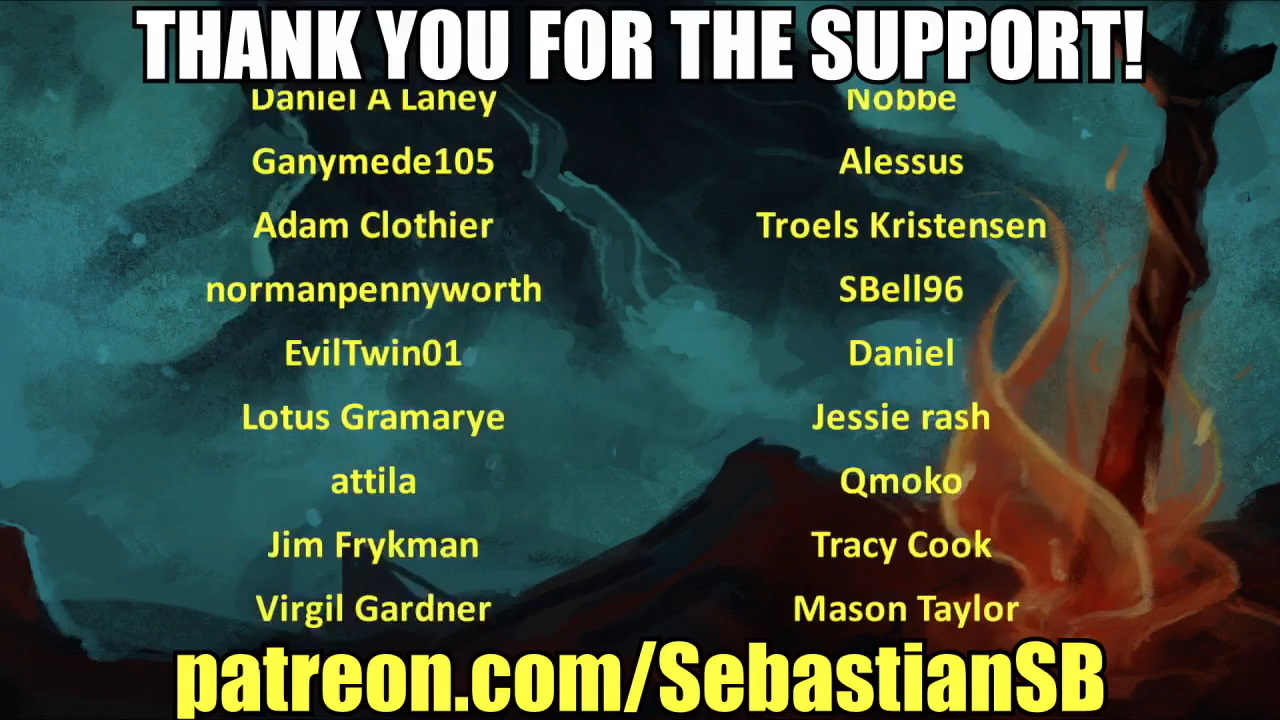 THANK YOU FOR THE SUPPORT!
Daniel A Lahey
Nobbe
Ganymede105
Alessus
Adam Clothier
Troels Kristensen
normanpennyworth
SBell96
EvilTwin01
Daniel
Lotus Gramarye
Jessie rash
attila
Qmoko
Jim Frykman
Tracy Cook
Virgil Gardner
Mason Taylor
patreon.com/SebastianSB